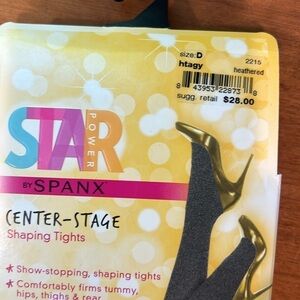 size: D
htagy
2215
heathered
8 43953 22873 8
sugg. retail $28.00
STAR
POWER
BY SPANX®
CENTER-STAGE
Shaping Tights
* Show-stopping, shaping tights
* Comfortably firms tummy,
hips, thighs & rear